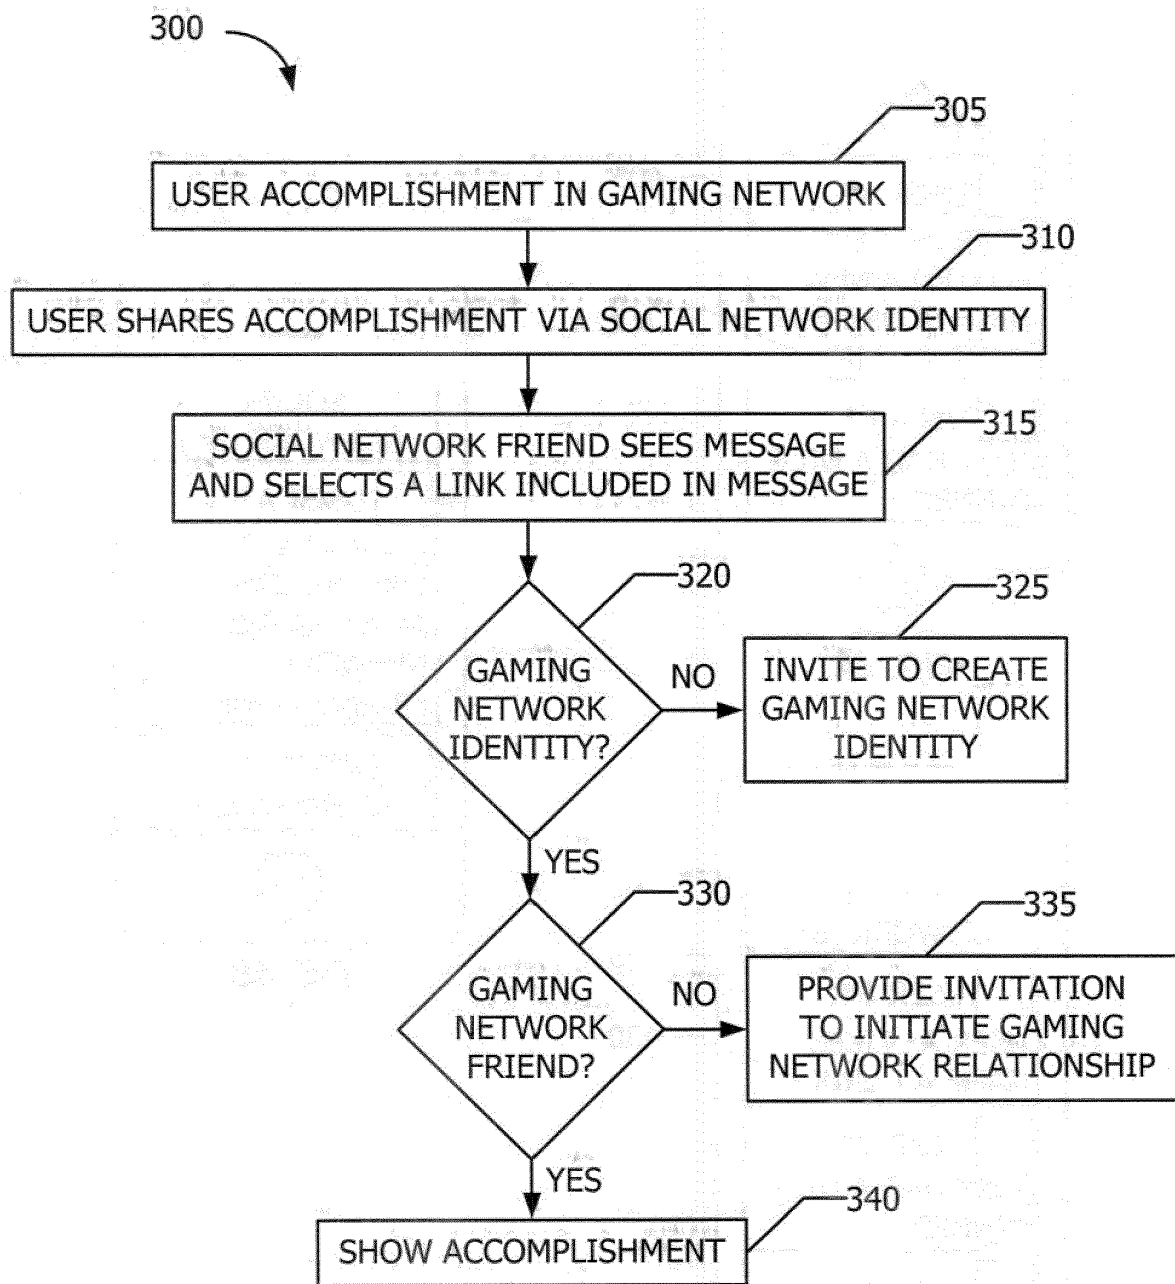 300
305
USER ACCOMPLISHMENT IN GAMING NETWORK
310
USER SHARES ACCOMPLISHMENT VIA SOCIAL NETWORK IDENTITY
315
SOCIAL NETWORK FRIEND SEES MESSAGE
AND SELECTS A LINK INCLUDED IN MESSAGE
320
GAMING
NETWORK
IDENTITY?
NO
325
INVITE TO CREATE
GAMING NETWORK
IDENTITY
YES
330
GAMING
NETWORK
FRIEND?
NO
335
PROVIDE INVITATION
TO INITIATE GAMING
NETWORK RELATIONSHIP
YES
340
SHOW ACCOMPLISHMENT